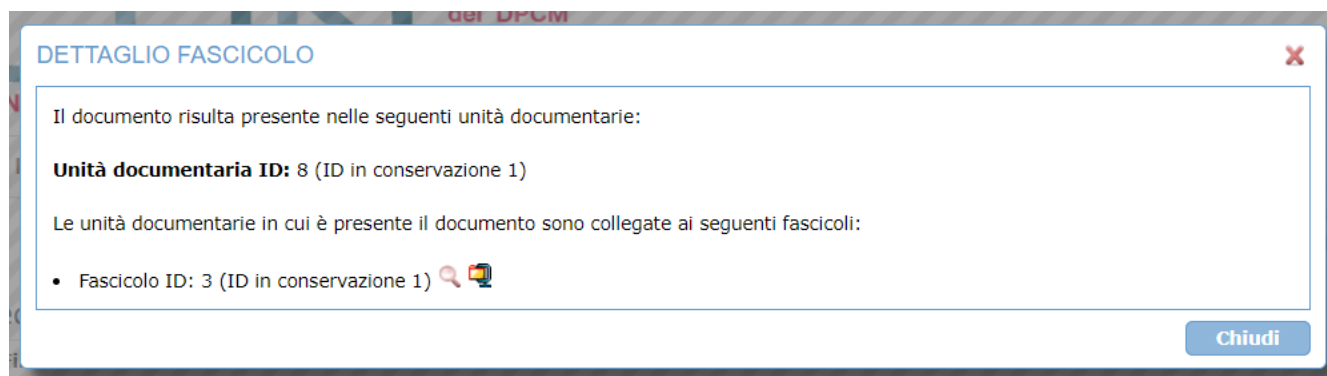 del DPCM
DETTAGLIO FASCICOLO
Il documento risulta presente nelle seguenti unità documentarie:
Unità documentaria ID: 8 (ID in conservazione 1)
Le unità documentarie in cui è presente il documento sono collegate ai seguenti fascicoli:
• Fascicolo ID: 3 (ID in conservazione 1)
Chiudi